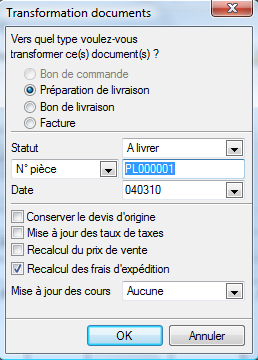 Transformation documents
Vers quel type voulez-vous
transformer ce(s) document(s) ?
Bon de commande
Préparation de livraison
Bon de livraison
Facture
Statut A livrer
N° pièce PL000001
Date 040310
Conserver le devis d'origine
Mise à jour des taux de taxes
Recalcul du prix de vente
Recalcul des frais d'expédition
Mise à jour des cours Aucune
OK Annuler